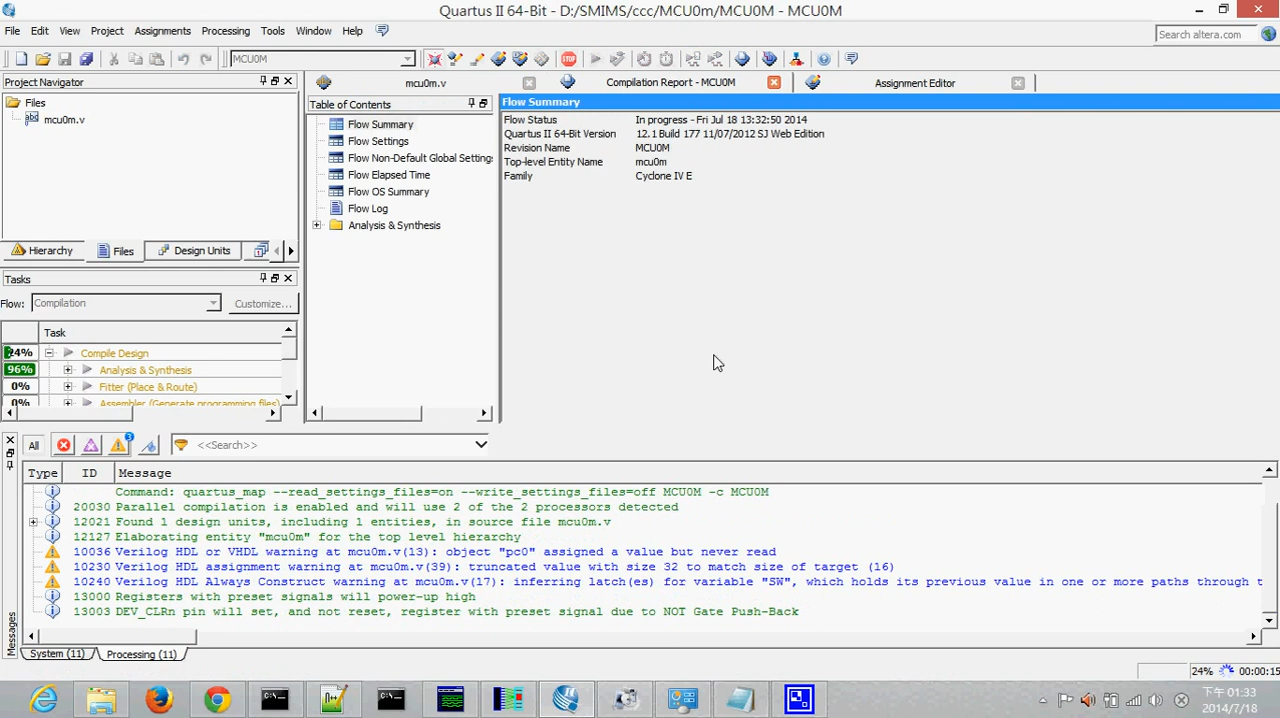 Quartus II 64-Bit - D:/SMIMS/ccc/MCU0m/MCU0M - MCU0M
File Edit View Project Assignments Processing Tools Window Help
Search altera.com
MCU0M
Project Navigator
mcu0m.v
Compilation Report - MCU0M
Assignment Editor
Files
mcu0m.v
Hierarchy Files Design Units
Table of Contents
Flow Summary
Flow Settings
Flow Non-Default Global Settings
Flow Elapsed Time
Flow OS Summary
Flow Log
Analysis & Synthesis
Flow Summary
Flow Status In progress - Fri Jul 18 13:32:50 2014
Quartus II 64-Bit Version 12.1 Build 177 11/07/2012 SJ Web Edition
Revision Name MCU0M
Top-level Entity Name mcu0m
Family Cyclone IV E
Tasks
Flow: Compilation Customize...
Task
24% Compile Design
96% Analysis & Synthesis
0% Fitter (Place & Route)
0% Assembler (Generate programming files)
All 3 <<Search>>
Type ID Message
Command: quartus_map --read_settings_files=on --write_settings_files=off MCU0M -c MCU0M
20030 Parallel compilation is enabled and will use 2 of the 2 processors detected
12021 Found 1 design units, including 1 entities, in source file mcu0m.v
12127 Elaborating entity "mcu0m" for the top level hierarchy
10036 Verilog HDL or VHDL warning at mcu0m.v(13): object "pc0" assigned a value but never read
10230 Verilog HDL assignment warning at mcu0m.v(39): truncated value with size 32 to match size of target (16)
10240 Verilog HDL Always Construct warning at mcu0m.v(17): inferring latch(es) for variable "SW", which holds its previous value in one or more paths through t
13000 Registers with preset signals will power-up high
13003 DEV_CLRn pin will set, and not reset, register with preset signal due to NOT Gate Push-Back
Messages
System (11) Processing (11)
24% 00:00:15
下午 01:33
2014/7/18